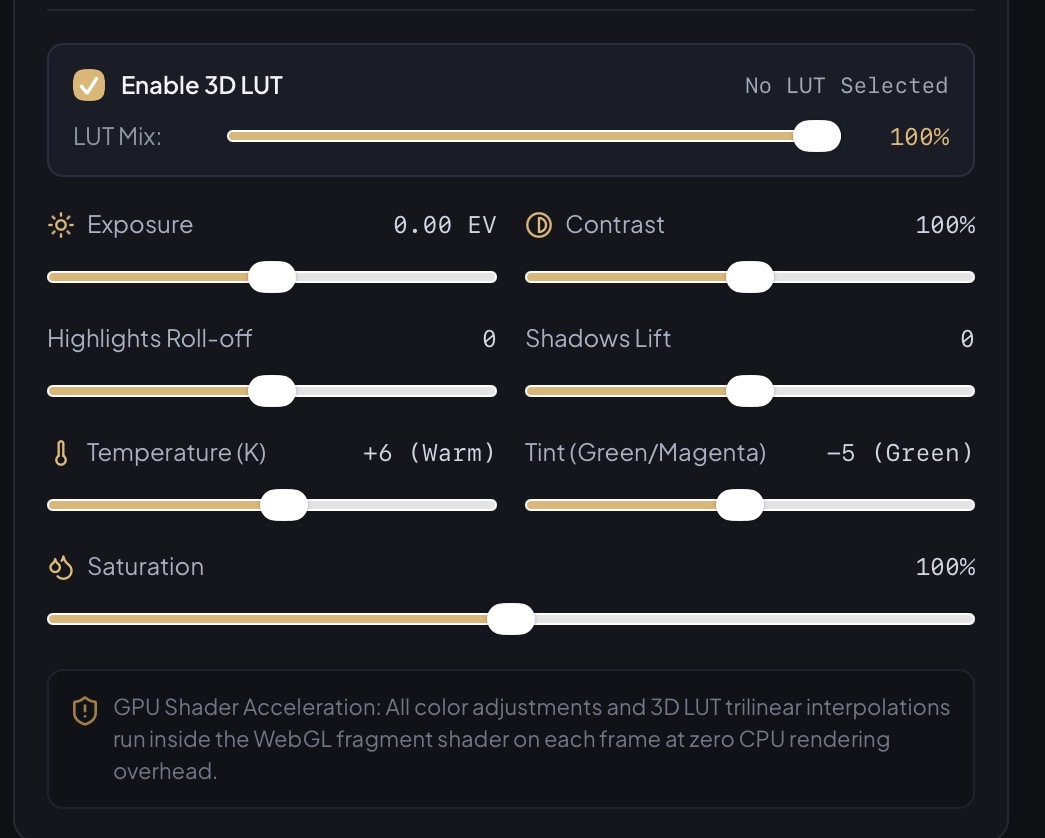 Enable 3D LUT No LUT Selected
LUT Mix: 100%
Exposure 0.00 EV Contrast 100%
Highlights Roll-off 0 Shadows Lift 0
Temperature (K) +6 (Warm) Tint (Green/Magenta) −5 (Green)
Saturation 100%
GPU Shader Acceleration: All color adjustments and 3D LUT trilinear interpolations
run inside the WebGL fragment shader on each frame at zero CPU rendering
overhead.